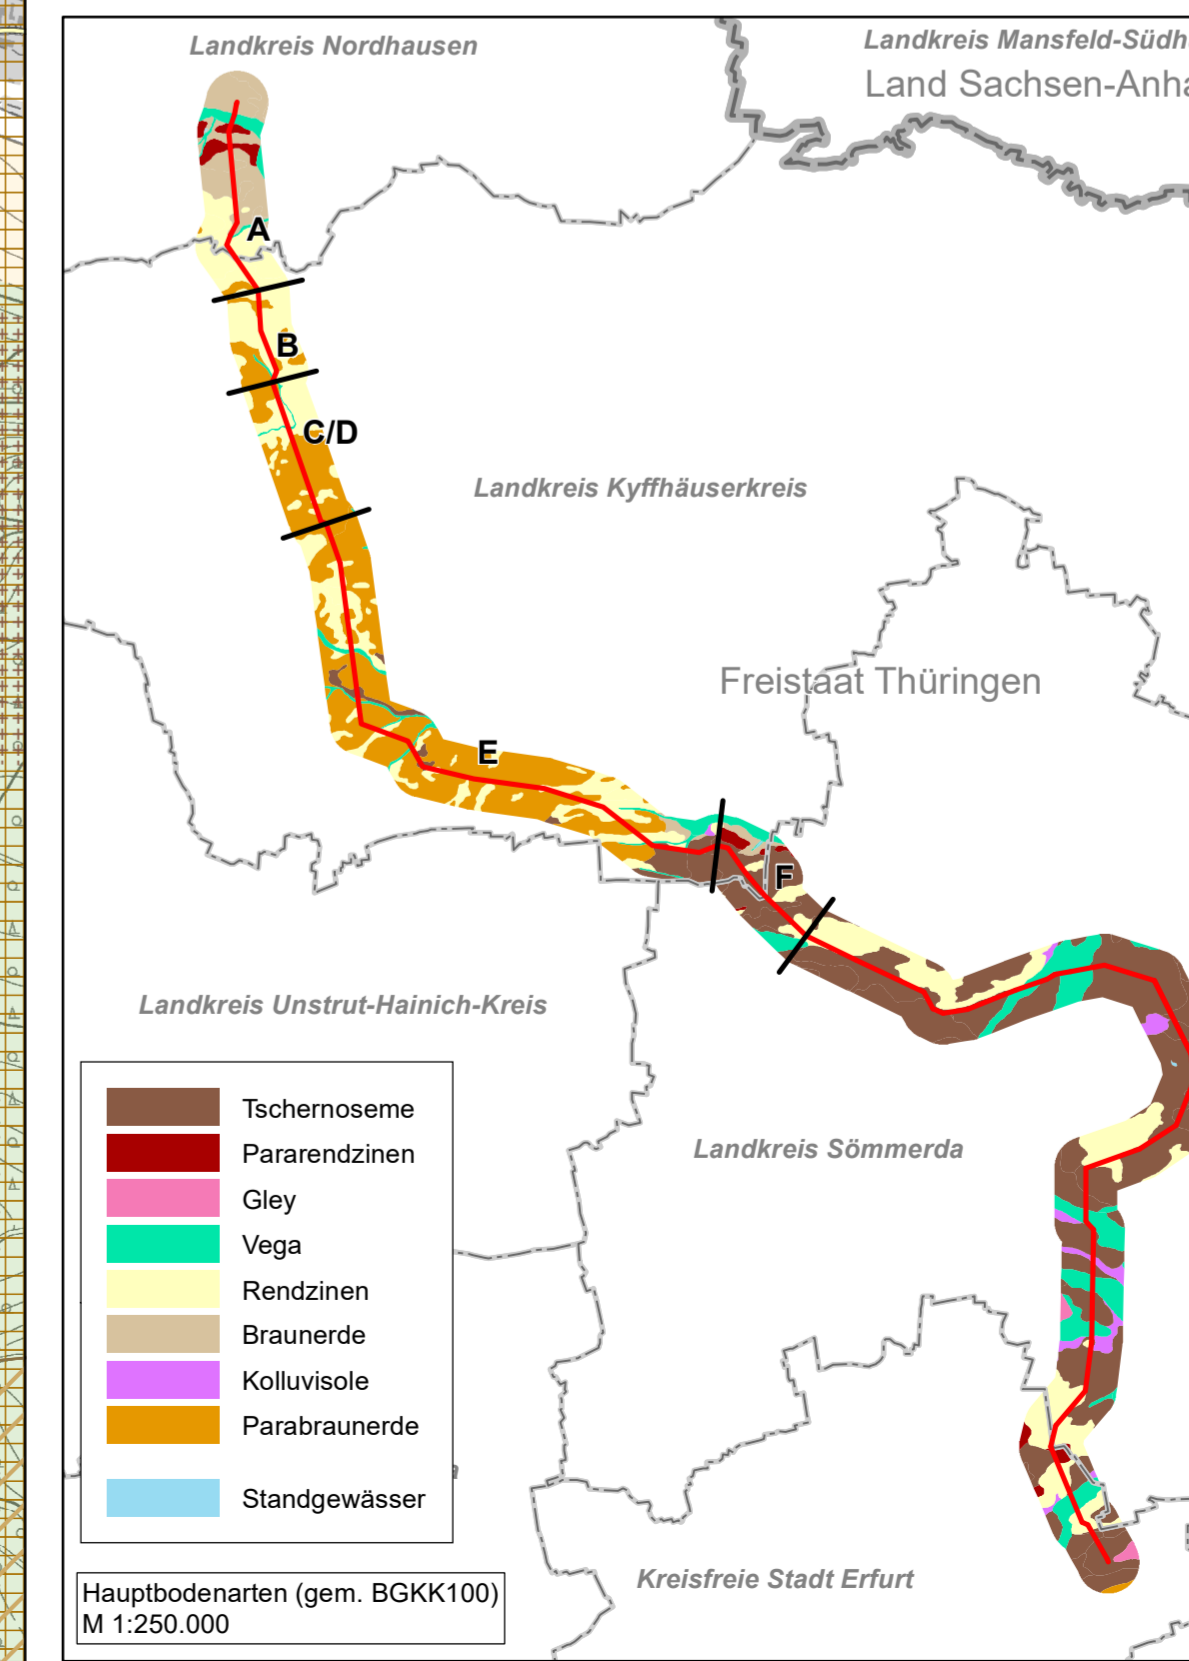 Landkreis Nordhausen
Landkreis Mansfeld-Südh
Land Sachsen-Anha
A
B
C/D
Landkreis Kyffhäuserkreis
Freistaat Thüringen
E
F
Landkreis Unstrut-Hainich-Kreis
Landkreis Sömmerda
Tschernoseme
Pararendzinen
Gley
Vega
Rendzinen
Braunerde
Kolluvisole
Parabraunerde
Standgewässer
Kreisfreie Stadt Erfurt
Hauptbodenarten (gem. BGKK100)
M 1:250.000